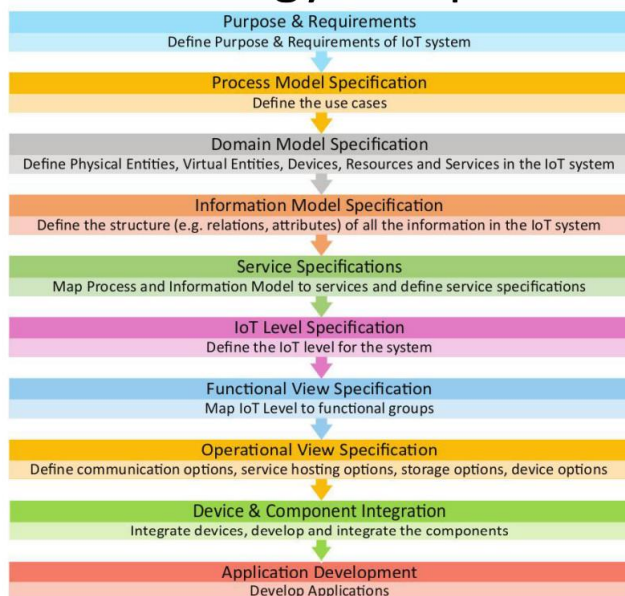 Purpose & Requirements
Define Purpose & Requirements of IoT system
Process Model Specification
Define the use cases
Domain Model Specification
Define Physical Entities, Virtual Entities, Devices, Resources and Services in the IoT system
Information Model Specification
Define the structure (e.g. relations, attributes) of all the information in the IoT system
Service Specifications
Map Process and Information Model to services and define service specifications
IoT Level Specification
Define the IoT level for the system
Functional View Specification
Map IoT Level to functional groups
Operational View Specification
Define communication options, service hosting options, storage options, device options
Device & Component Integration
Integrate devices, develop and integrate the components
Application Development
Develop Applications